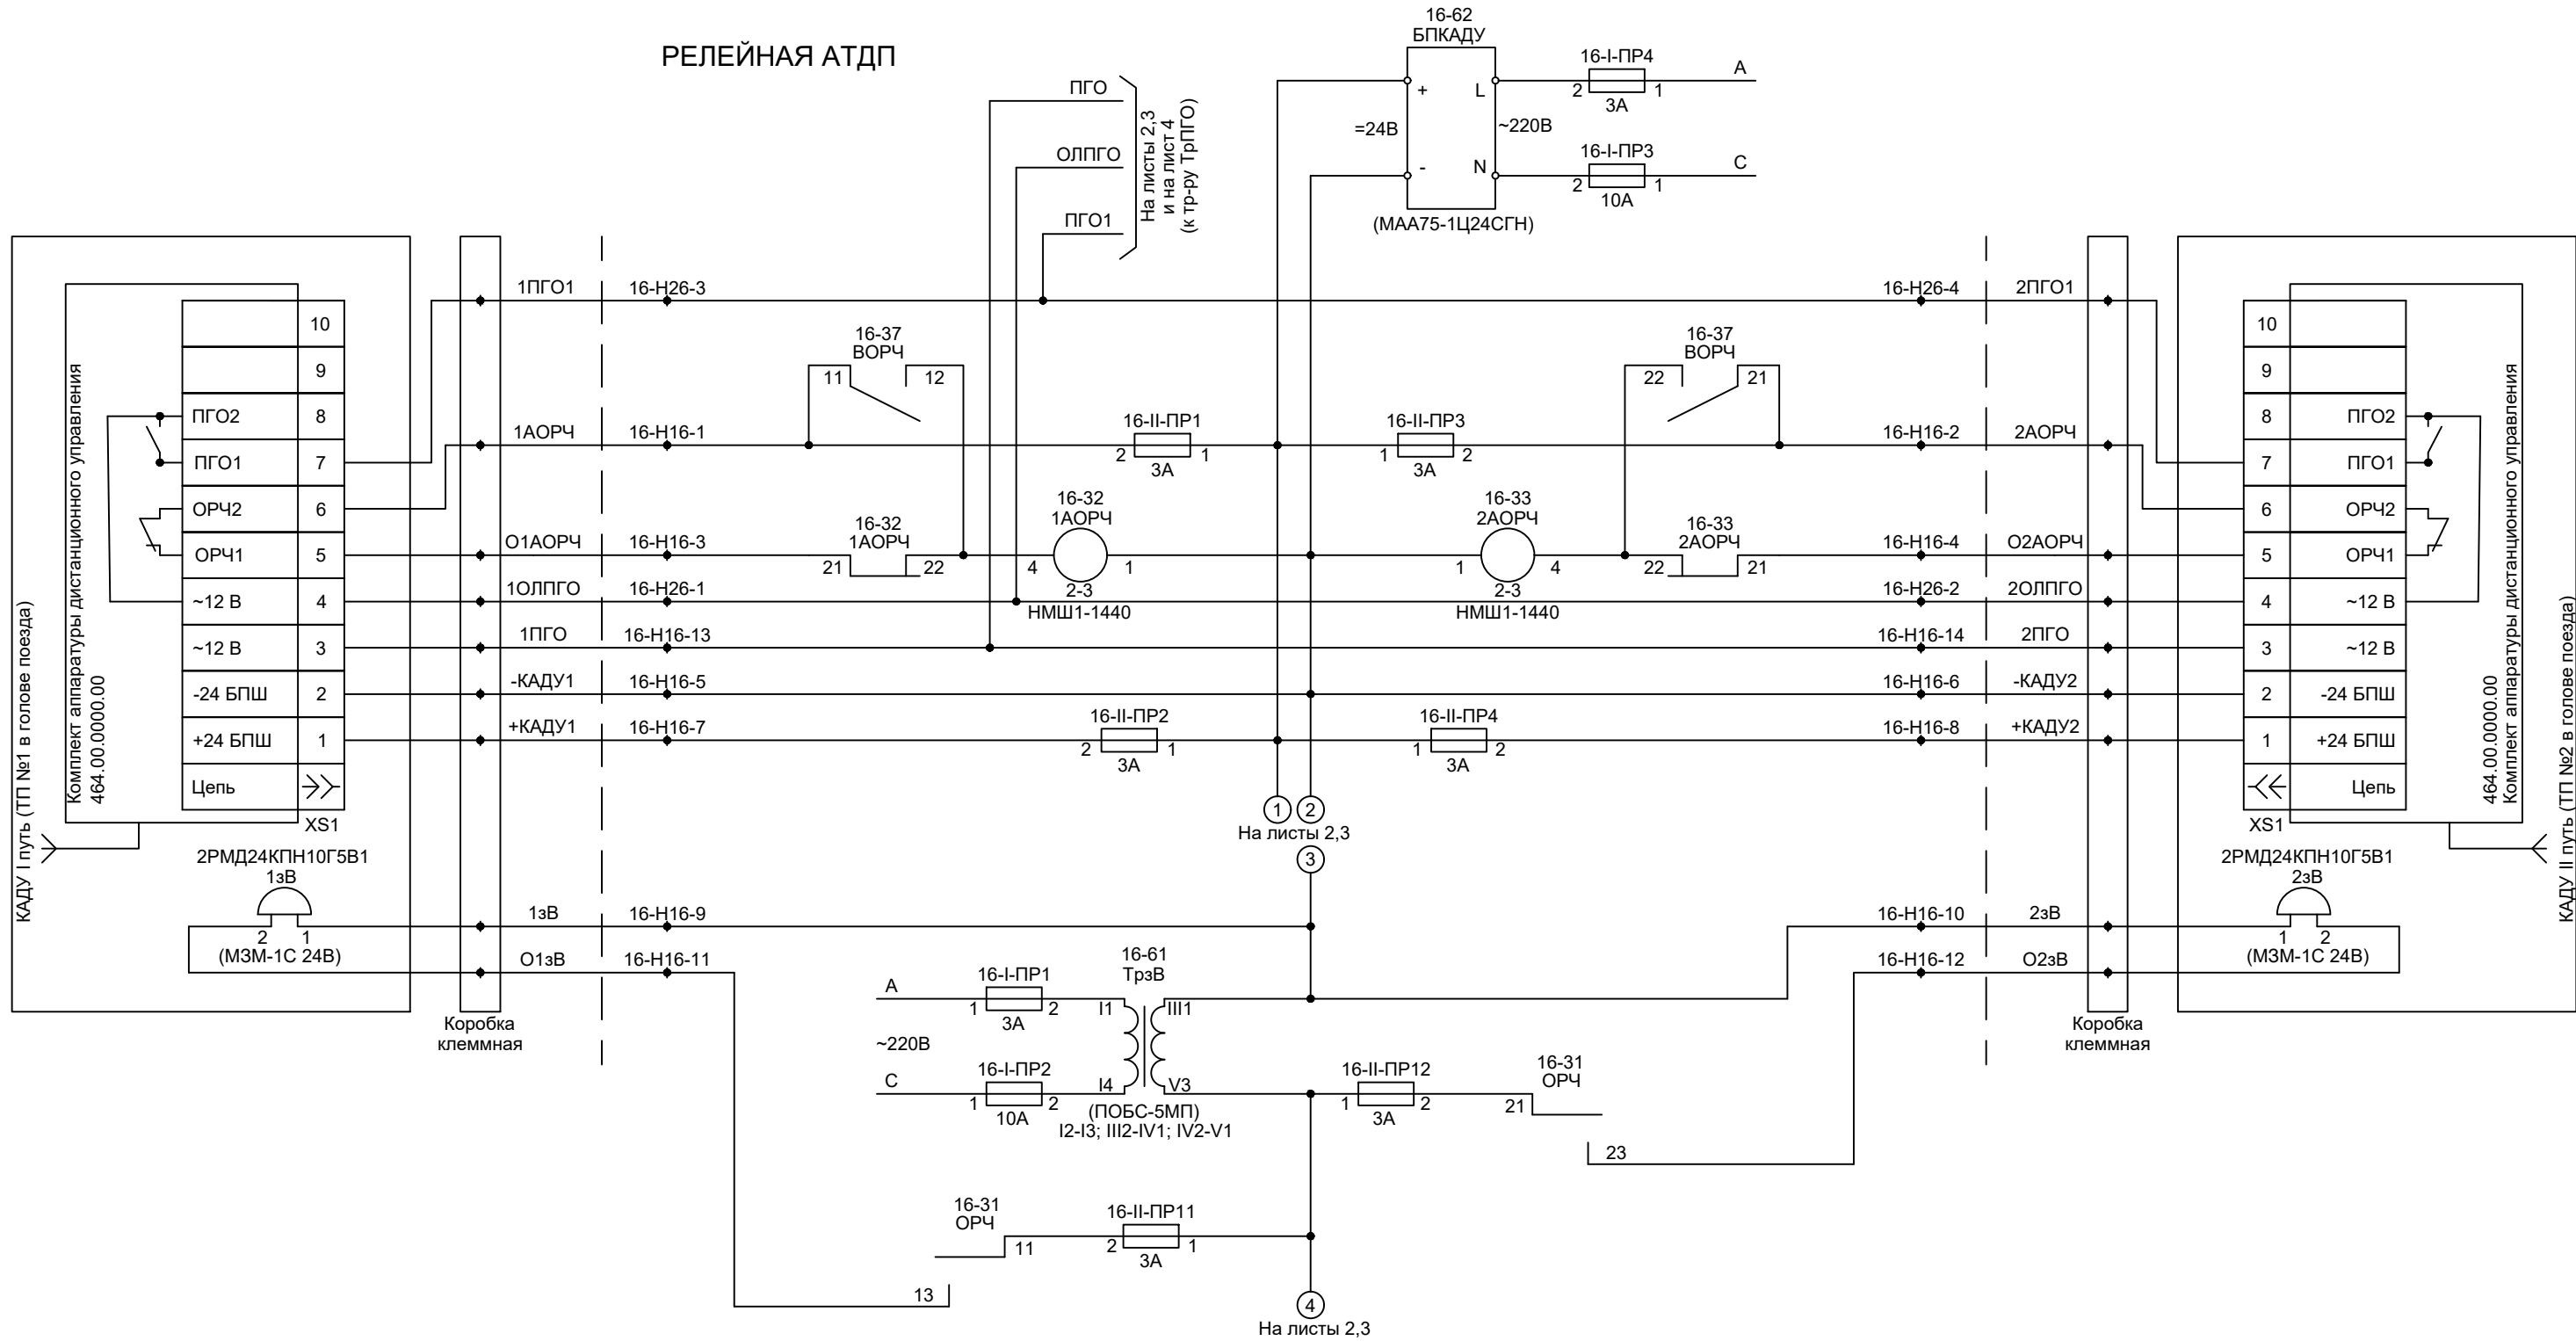 РЕЛЕЙНАЯ АТДП
16-62
БПКАДУ
+
L
=24В
~220В
-
N
(МАА75-1Ц24СГН)
16-I-ПР4
2
1
3А
А
16-I-ПР3
2
1
10А
С
ПГО
ОЛПГО
ПГО1
На листы 2,3
и на лист 4
(к тр-ру ТрПГО)
КАДУ I путь (ТП №1 в голове поезда)
Комплект аппаратуры дистанционного управления
464.00.0000.00
10
9
ПГО2
8
ПГО1
7
ОРЧ2
6
ОРЧ1
5
~12 В
4
~12 В
3
-24 БПШ
2
+24 БПШ
1
Цепь
XS1
2РМД24КПН10Г5В1
1зВ
2
1
(МЗМ-1С 24В)
Коробка
клеммная
1ПГО1
16-Н26-3
1АОРЧ
16-Н16-1
О1АОРЧ
16-Н16-3
1ОЛПГО
16-Н26-1
1ПГО
16-Н16-13
-КАДУ1
16-Н16-5
+КАДУ1
16-Н16-7
1зВ
16-Н16-9
О1зВ
16-Н16-11
16-37
ВОРЧ
11
12
16-37
ВОРЧ
22
21
16-II-ПР1
2
1
3А
16-II-ПР3
1
2
3А
16-32
1АОРЧ
21
22
16-32
1АОРЧ
4
1
2-3
НМШ1-1440
16-33
2АОРЧ
1
4
2-3
НМШ1-1440
16-33
2АОРЧ
22
21
16-II-ПР2
2
1
3А
16-II-ПР4
1
2
3А
1
2
На листы 2,3
3
16-61
ТрзВ
А
16-I-ПР1
1
2
3А
I1
III1
~220В
С
16-I-ПР2
1
2
10А
I4
V3
(ПОБС-5МП)
I2-I3; III2-IV1; IV2-V1
16-II-ПР12
1
2
3А
16-31
ОРЧ
21
23
16-31
ОРЧ
11
13
16-II-ПР11
2
1
3А
4
На листы 2,3
16-Н26-4
2ПГО1
16-Н16-2
2АОРЧ
16-Н16-4
О2АОРЧ
16-Н26-2
2ОЛПГО
16-Н16-14
2ПГО
16-Н16-6
-КАДУ2
16-Н16-8
+КАДУ2
16-Н16-10
2зВ
16-Н16-12
О2зВ
Коробка
клеммная
10
9
8
ПГО2
7
ПГО1
6
ОРЧ2
5
ОРЧ1
4
~12 В
3
~12 В
2
-24 БПШ
1
+24 БПШ
Цепь
XS1
2РМД24КПН10Г5В1
2зВ
1
2
(МЗМ-1С 24В)
464.00.0000.00
Комплект аппаратуры дистанционного управления
КАДУ II путь (ТП №2 в голове поезда)